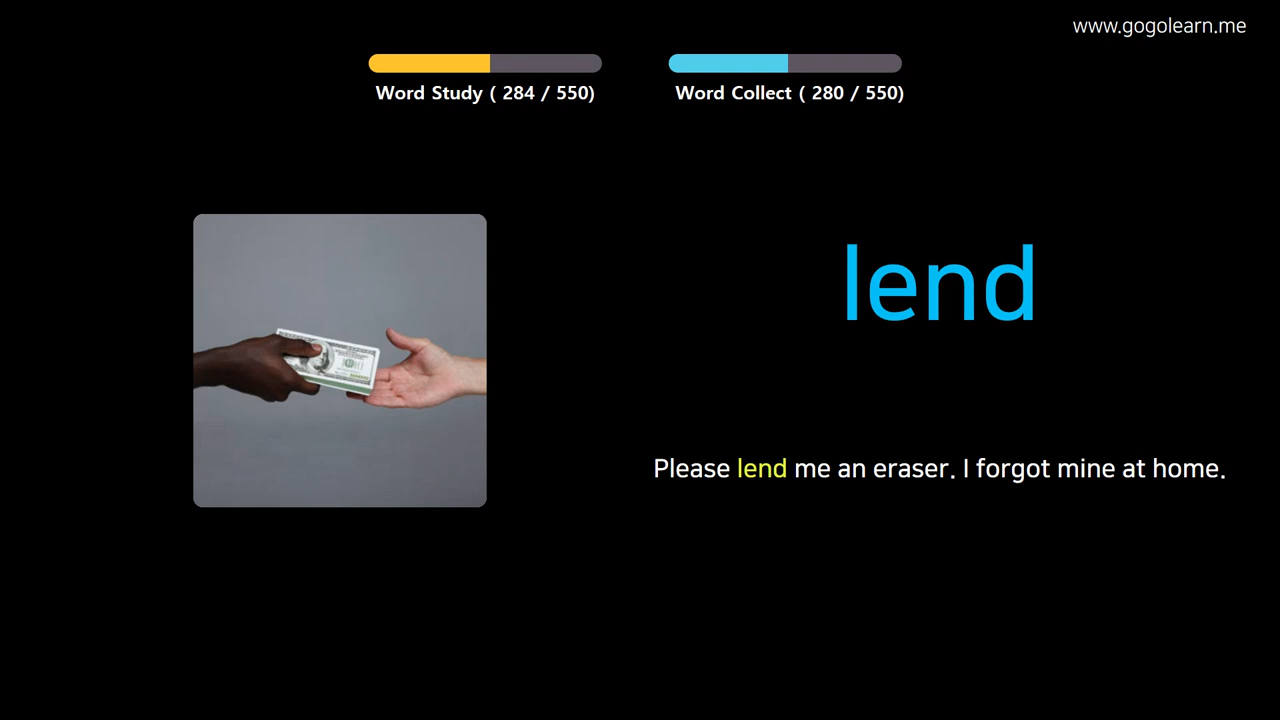 www.gogolearn.me
Word Study ( 284 / 550)
Word Collect ( 280 / 550)
lend
Please lend me an eraser. I forgot mine at home.